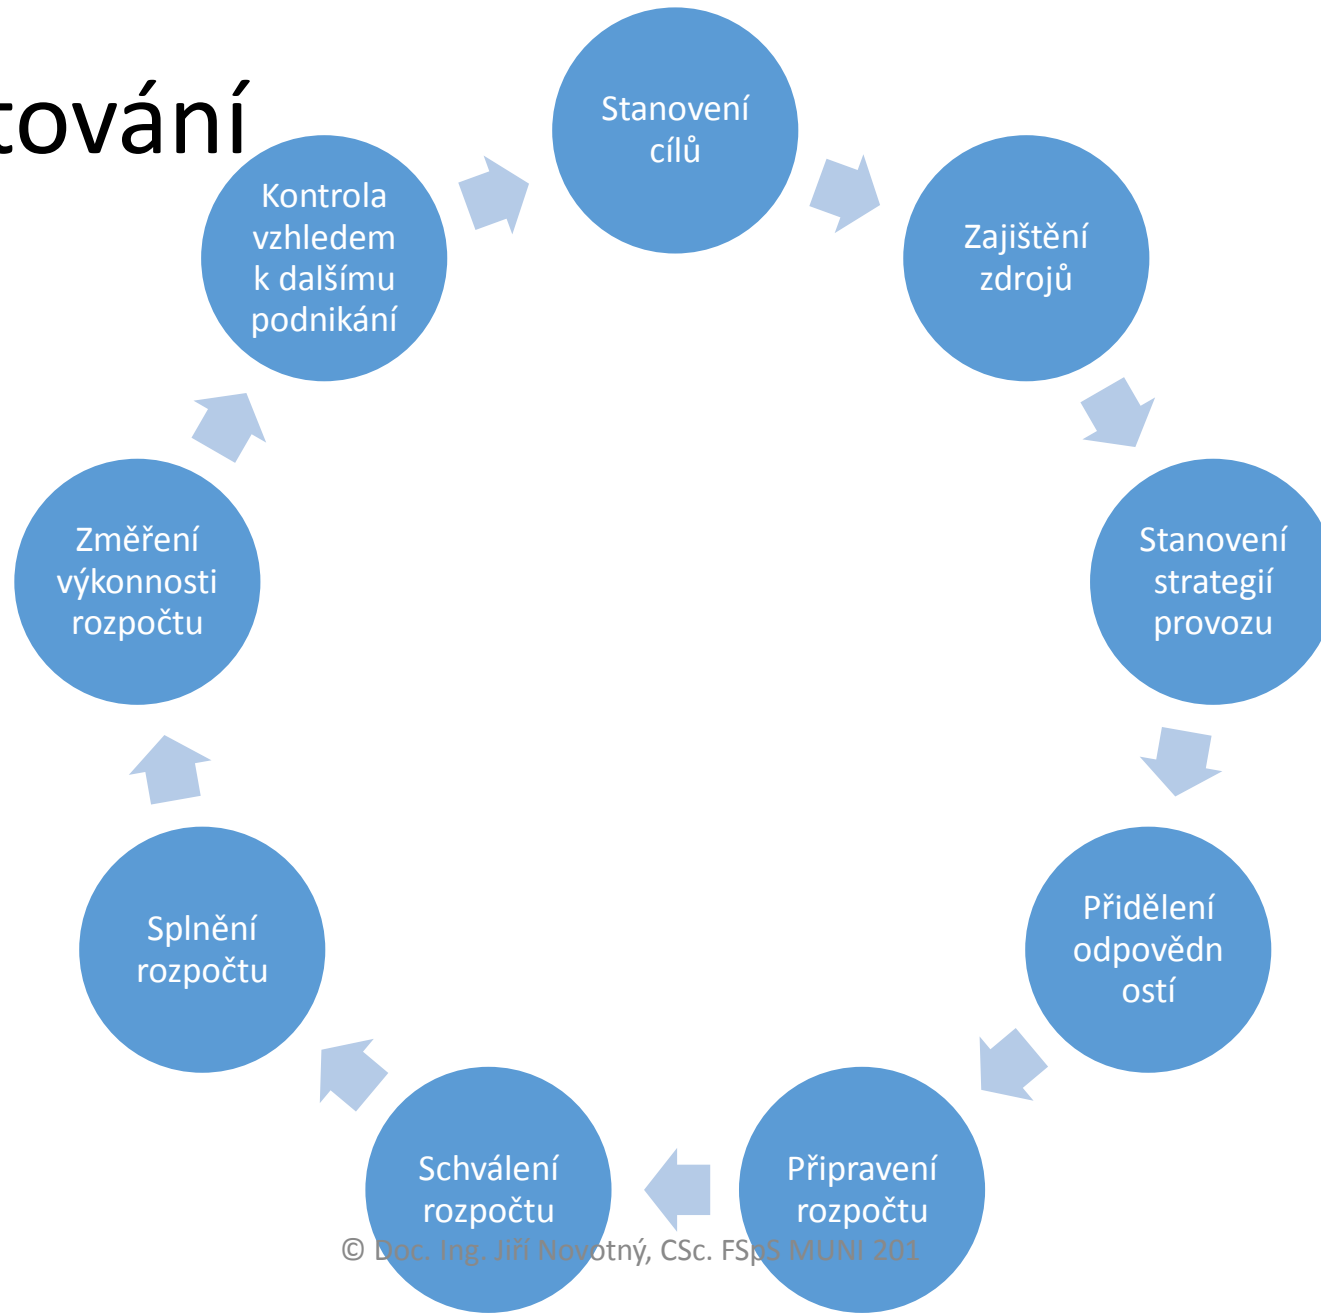 tování
Stanovení
cílů
Zajištění
zdrojů
Stanovení
strategií
provozu
Přidělení
odpovědn
ostí
Připravení
rozpočtu
Schválení
rozpočtu
Splnění
rozpočtu
Změření
výkonnosti
rozpočtu
Kontrola
vzhledem
k dalšímu
podnikání
© Doc. Ing. Jiří Novotný, CSc. FSpS MUNI 201